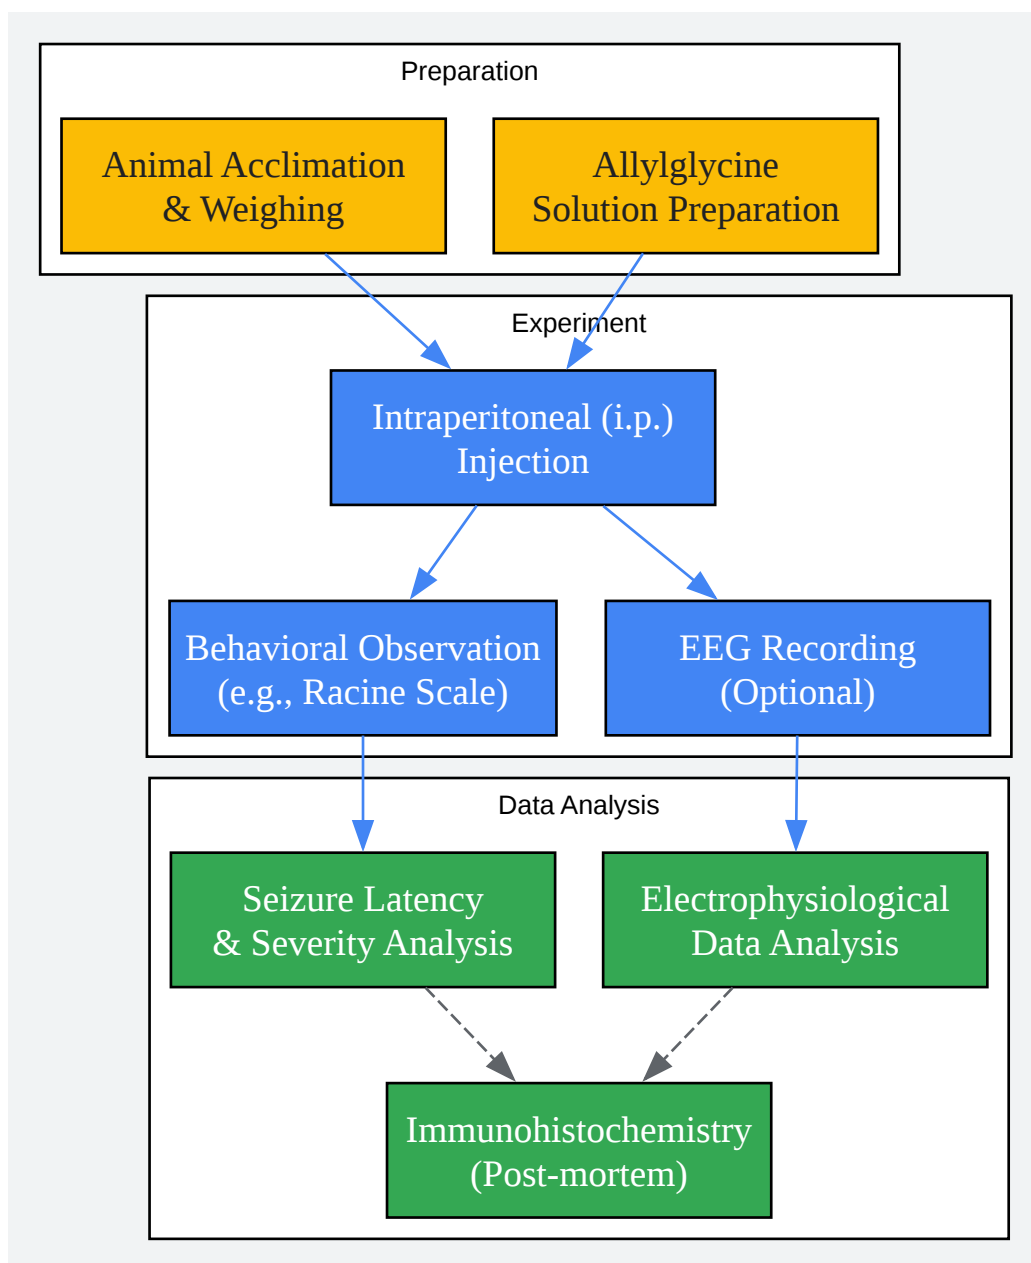 Preparation
Animal Acclimation
& Weighing
Allylglycine
Solution Preparation
Experiment
Intraperitoneal (i.p.)
Injection
Behavioral Observation
(e.g., Racine Scale)
EEG Recording
(Optional)
Data Analysis
Seizure Latency
& Severity Analysis
Electrophysiological
Data Analysis
Immunohistochemistry
(Post-mortem)